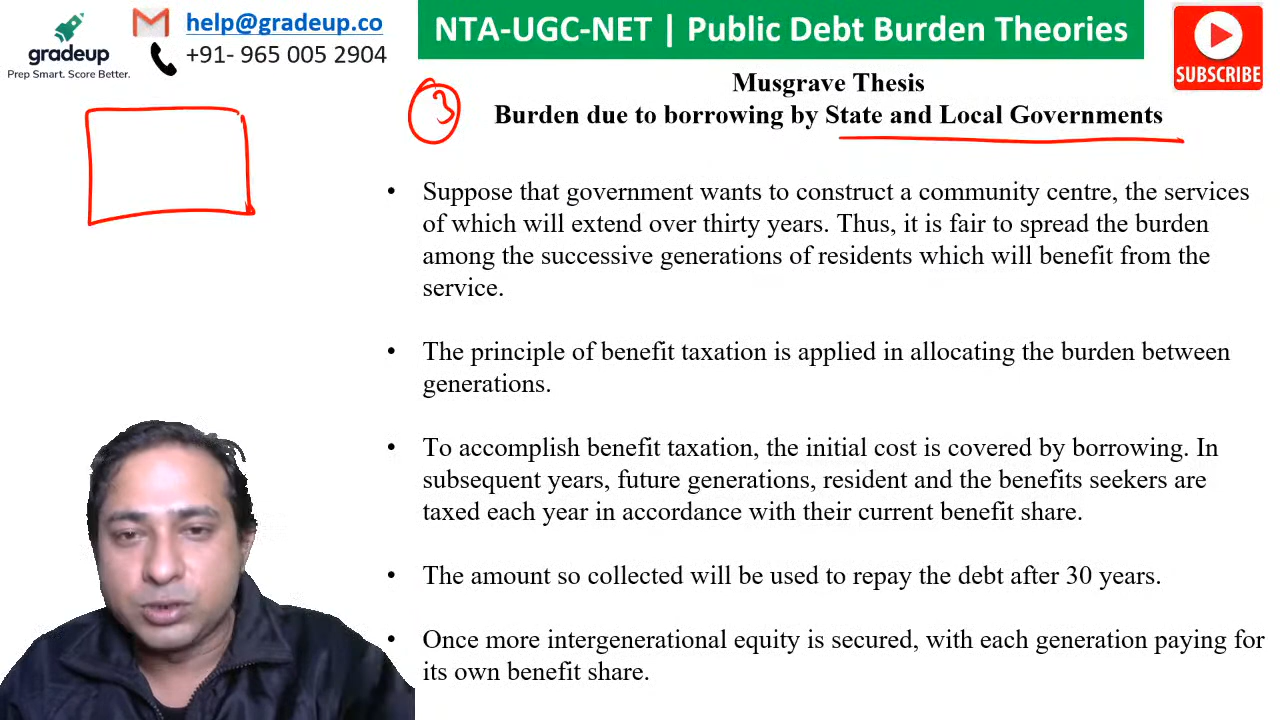 gradeup
Prep Smart. Score Better.
help@gradeup.co
+91- 965 005 2904
NTA-UGC-NET | Public Debt Burden Theories
SUBSCRIBE
Musgrave Thesis
3
Burden due to borrowing by State and Local Governments
• Suppose that government wants to construct a community centre, the services
of which will extend over thirty years. Thus, it is fair to spread the burden
among the successive generations of residents which will benefit from the
service.
• The principle of benefit taxation is applied in allocating the burden between
generations.
• To accomplish benefit taxation, the initial cost is covered by borrowing. In
subsequent years, future generations, resident and the benefits seekers are
taxed each year in accordance with their current benefit share.
• The amount so collected will be used to repay the debt after 30 years.
• Once more intergenerational equity is secured, with each generation paying for
its own benefit share.